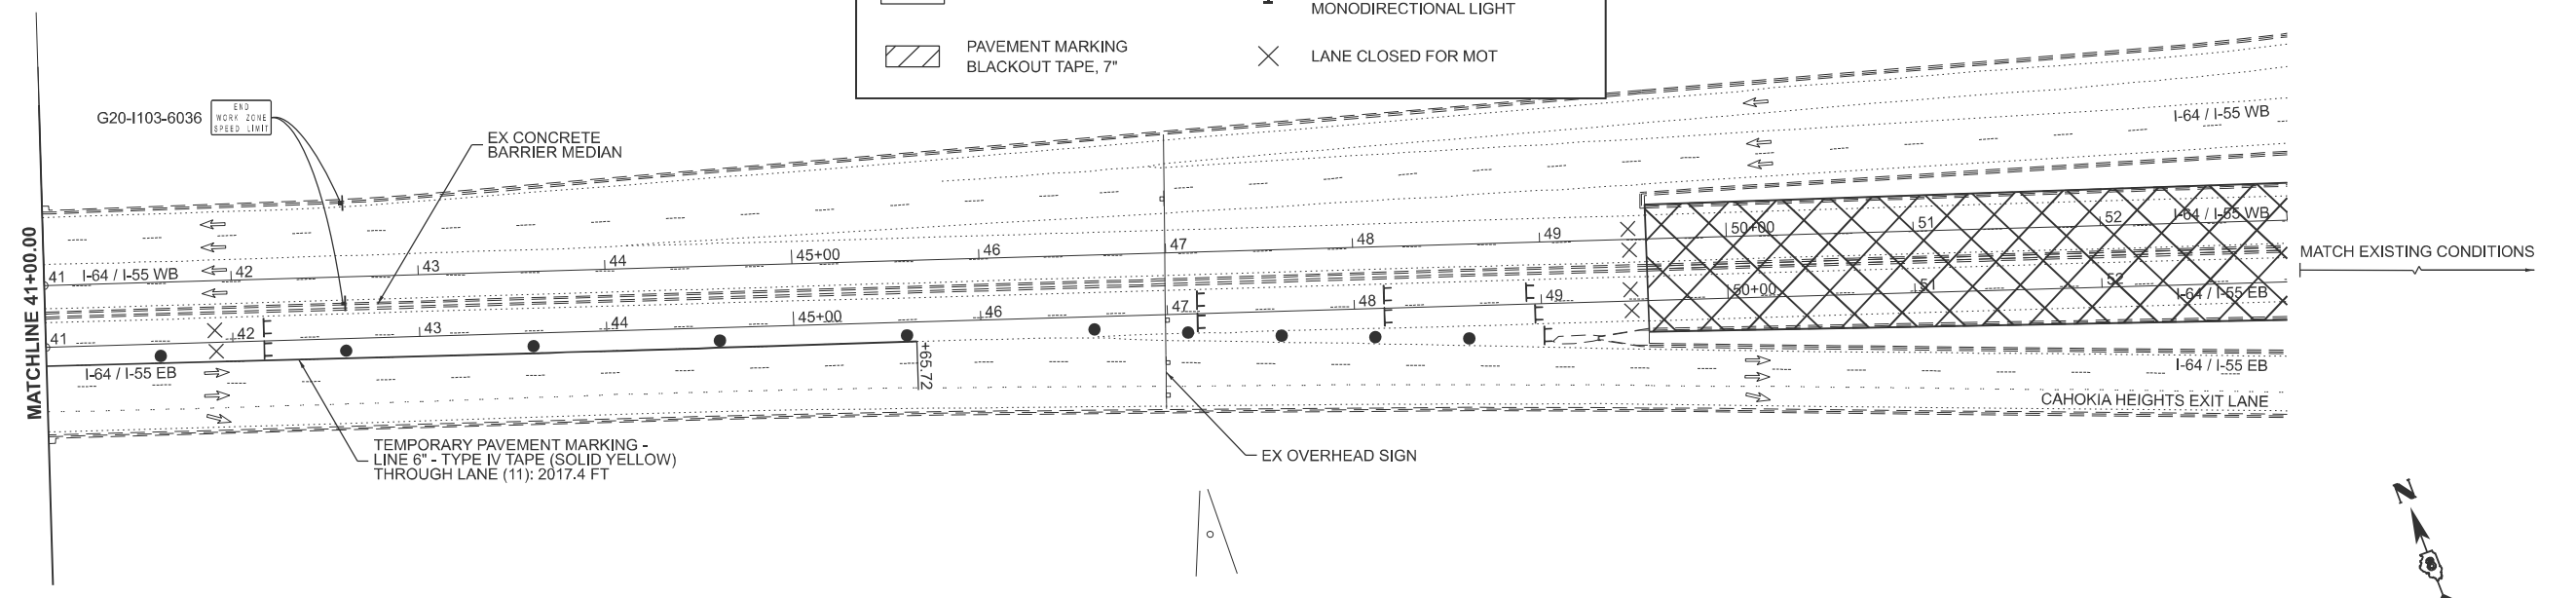 MONODIRECTIONAL LIGHT
PAVEMENT MARKING
BLACKOUT TAPE, 7"
LANE CLOSED FOR MOT
G20-I103-6036
END
WORK ZONE
SPEED LIMIT
EX CONCRETE
BARRIER MEDIAN
I-64 / I-55 WB
MATCHLINE 41+00.00
41
I-64 / I-55 WB
42
43
44
45+00
46
47
48
49
50+00
51
52
I-64 / I-55 WB
MATCH EXISTING CONDITIONS
41
42
43
44
45+00
46
47
48
49
50+00
51
52
I-64 / I-55 EB
I-64 / I-55 EB
+65.72
I-64 / I-55 EB
CAHOKIA HEIGHTS EXIT LANE
TEMPORARY PAVEMENT MARKING -
LINE 6" - TYPE IV TAPE (SOLID YELLOW)
THROUGH LANE (11): 2017.4 FT
EX OVERHEAD SIGN
N